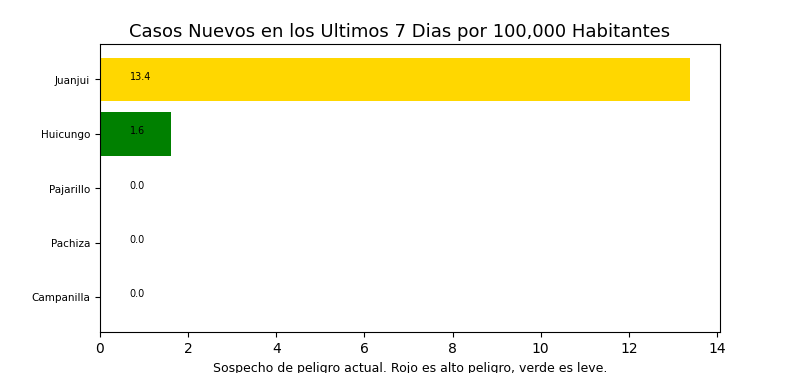 Casos Nuevos en los Ultimos 7 Dias por 100,000 Habitantes
Juanjui 13.4
Huicungo 1.6
Pajarillo 0.0
Pachiza 0.0
Campanilla 0.0
0 2 4 6 8 10 12 14
Sospecho de peligro actual. Rojo es alto peligro, verde es leve.